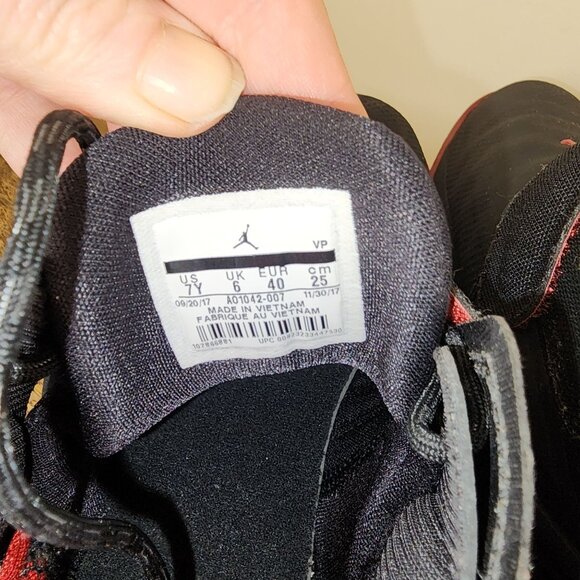 VP
US UK EUR cm
7Y 6 40 25
09/20/17 AO1042-007 11/30/17
MADE IN VIETNAM
FABRIQUE AU VIETNAM
UPC